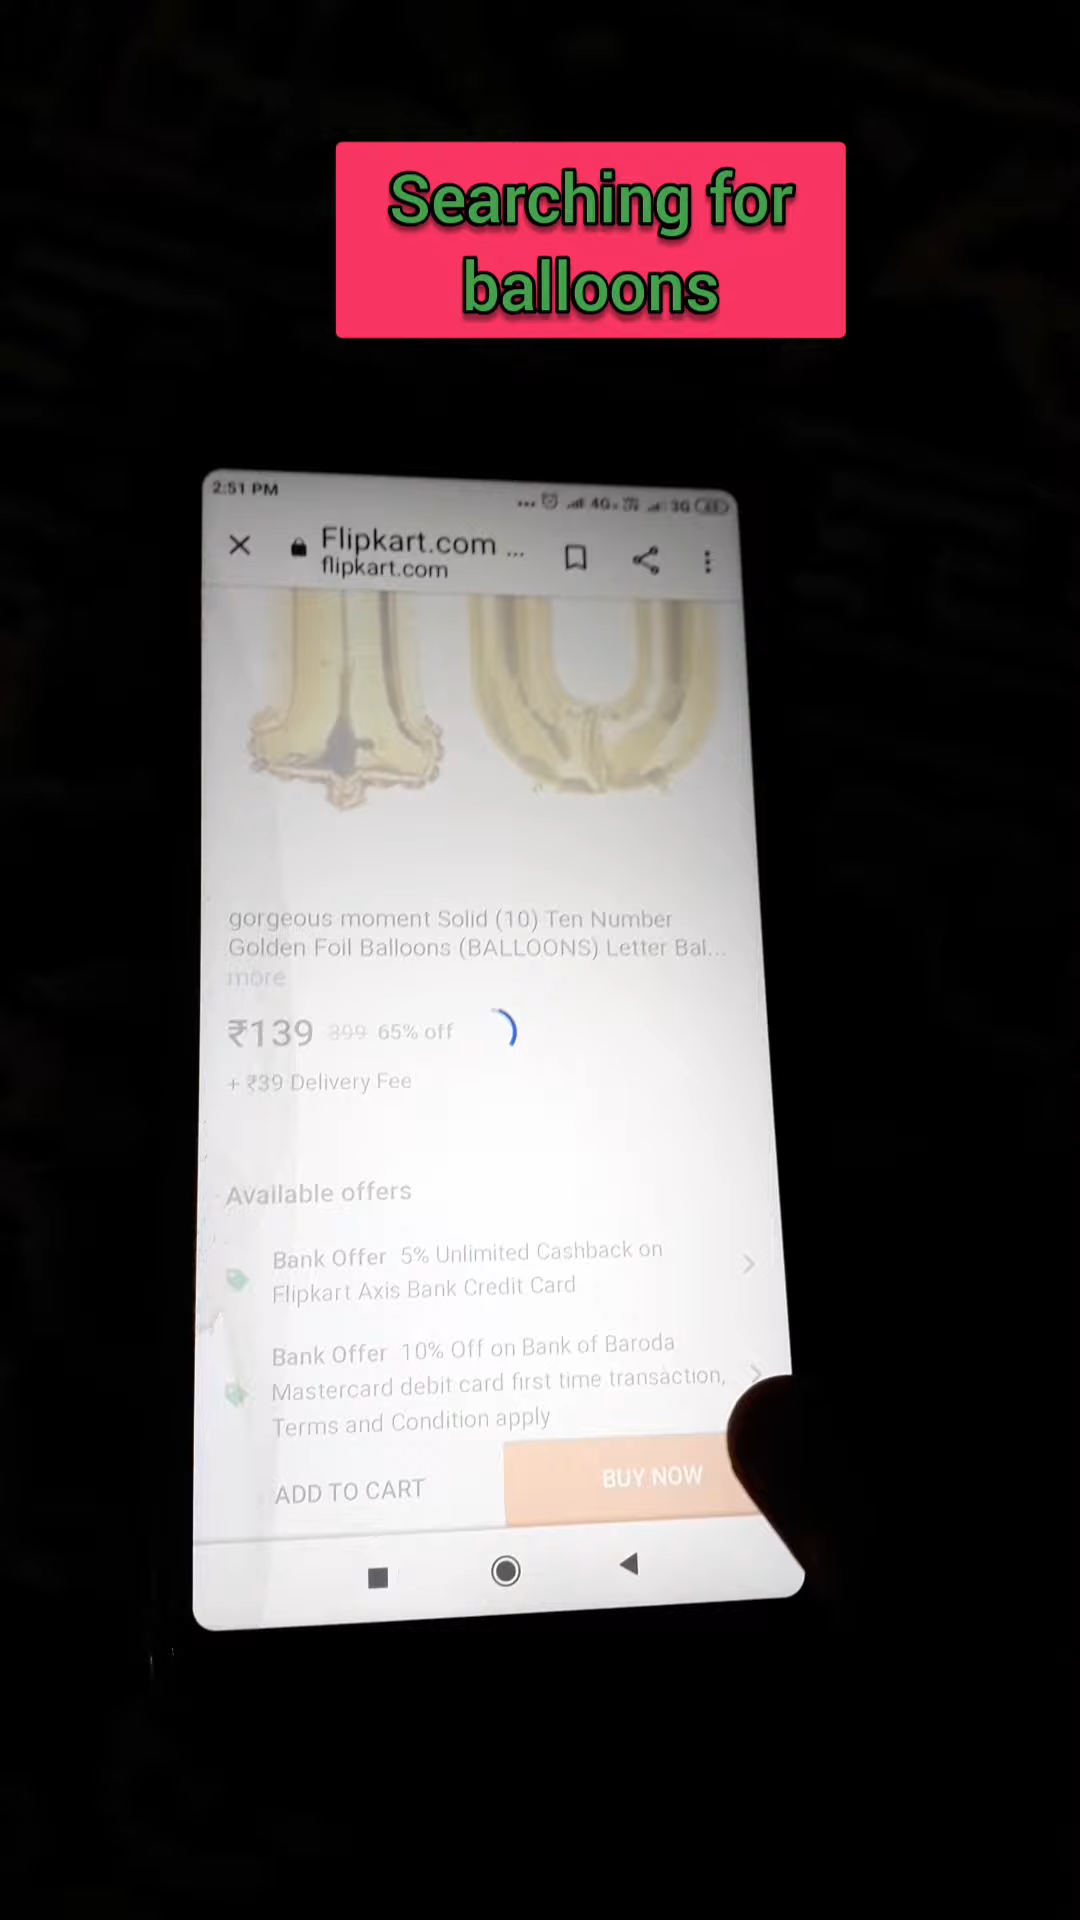 Searching for
balloons
2:51 PM
... 4G+ 3G
Flipkart.com ...
flipkart.com
gorgeous moment Solid (10) Ten Number
Golden Foil Balloons (BALLOONS) Letter Bal...
more
₹139 399 65% off
+ ₹39 Delivery Fee
Available offers
Bank Offer 5% Unlimited Cashback on
Flipkart Axis Bank Credit Card
Bank Offer 10% Off on Bank of Baroda
Mastercard debit card first time transaction,
Terms and Condition apply
ADD TO CART
BUY NOW